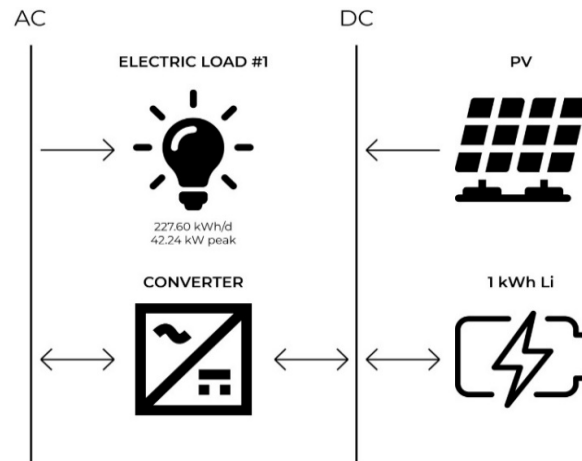 AC
DC
ELECTRIC LOAD #1
PV
227.60 kWh/d
42.24 kW peak
CONVERTER
1 kWh Li